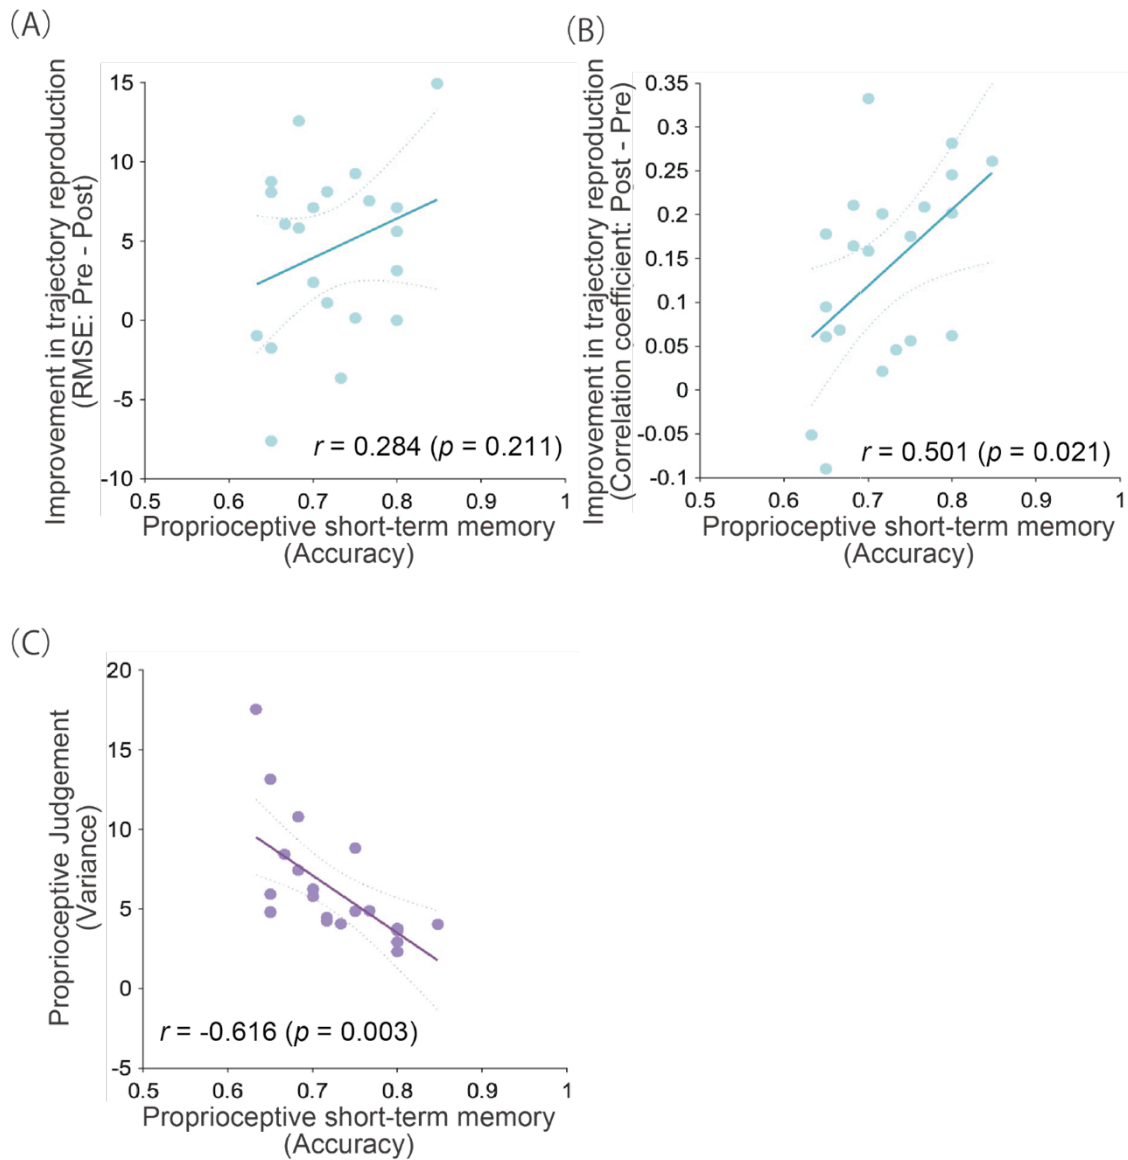 (A)
Improvement in trajectory reproduction
(RMSE: Pre - Post)
15
10
5
0
-5
-10
r = 0.284 (p = 0.211)
0.5 0.6 0.7 0.8 0.9 1
Proprioceptive short-term memory
(Accuracy)
(B)
Improvement in trajectory reproduction
(Correlation coefficient: Post - Pre)
0.35
0.3
0.25
0.2
0.15
0.1
0.05
0
-0.05
-0.1
r = 0.501 (p = 0.021)
0.5 0.6 0.7 0.8 0.9 1
Proprioceptive short-term memory
(Accuracy)
(C)
Proprioceptive Judgement
(Variance)
20
15
10
5
0
-5
r = -0.616 (p = 0.003)
0.5 0.6 0.7 0.8 0.9 1
Proprioceptive short-term memory
(Accuracy)